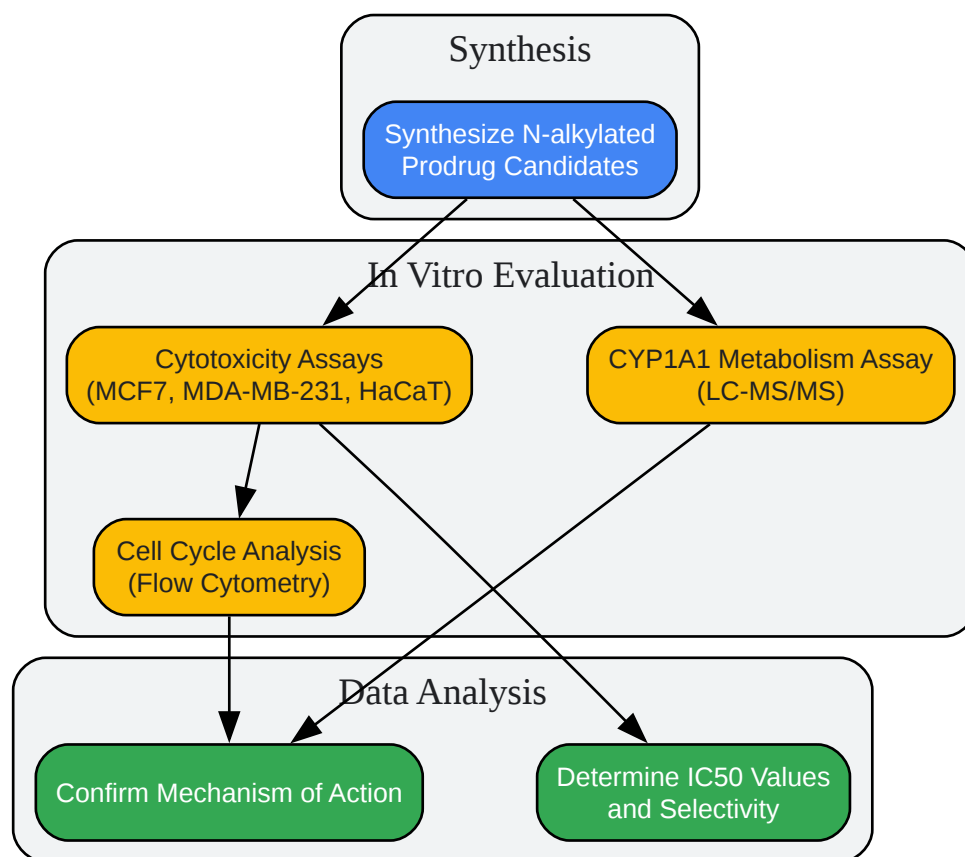 Synthesis
Synthesize N-alkylated
Prodrug Candidates
In Vitro Evaluation
Cytotoxicity Assays
(MCF7, MDA-MB-231, HaCaT)
CYP1A1 Metabolism Assay
(LC-MS/MS)
Cell Cycle Analysis
(Flow Cytometry)
Data Analysis
Confirm Mechanism of Action
Determine IC50 Values
and Selectivity